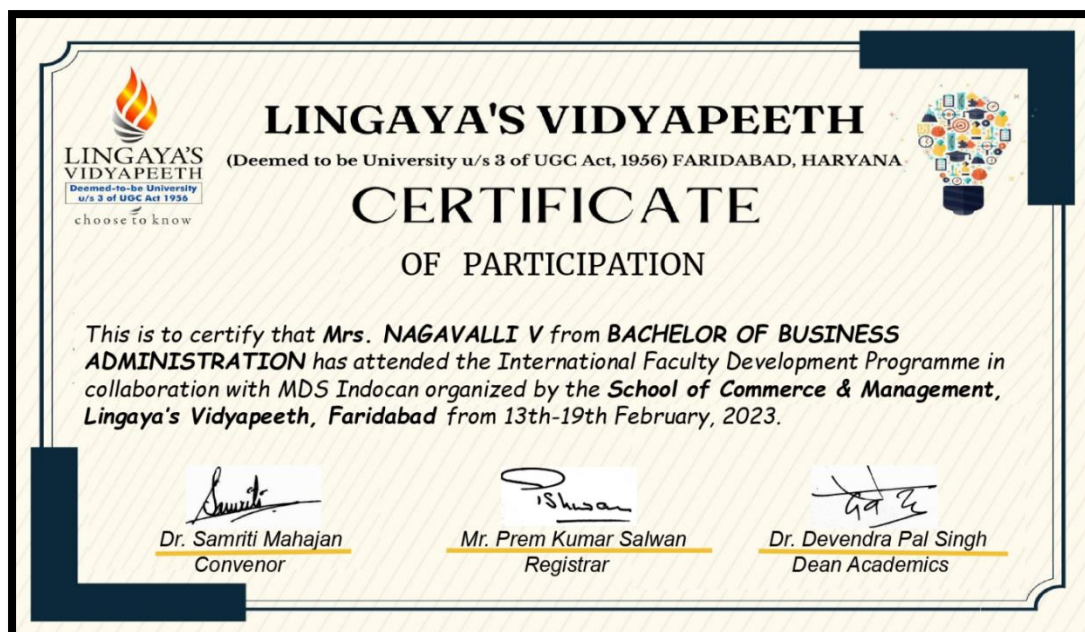 LINGAYA'S VIDYAPEETH
(Deemed to be University u/s 3 of UGC Act, 1956) FARIDABAD, HARYANA
LINGAYA'S
VIDYAPEETH
Deemed-to-be University
u/s 3 of UGC Act 1956
choose to know
CERTIFICATE
OF PARTICIPATION
This is to certify that Mrs. NAGAVALLI V from BACHELOR OF BUSINESS
ADMINISTRATION has attended the International Faculty Development Programme in
collaboration with MDS Indocan organized by the School of Commerce & Management,
Lingaya's Vidyapeeth, Faridabad from 13th-19th February, 2023.
Samriti
Dr. Samriti Mahajan
Convenor
Mr. Prem Kumar Salwan
Registrar
Dr. Devendra Pal Singh
Dean Academics